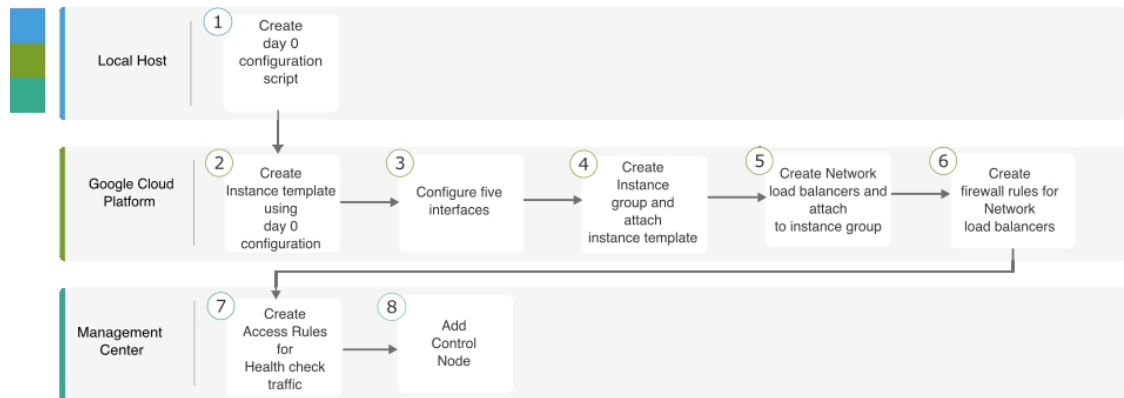 Local Host
1
Create
day 0
configuration
script
Google Cloud
Platform
2
Create
Instance template
using
day 0
configuration
3
Configure five
interfaces
4
Create
Instance
group and
attach
instance template
5
Create Network
load balancers and
attach
to instance group
6
Create
firewall rules for
Network
load balancers
Management
Center
7
Create
Access Rules
for
Health check
traffic
8
Add
Control
Node